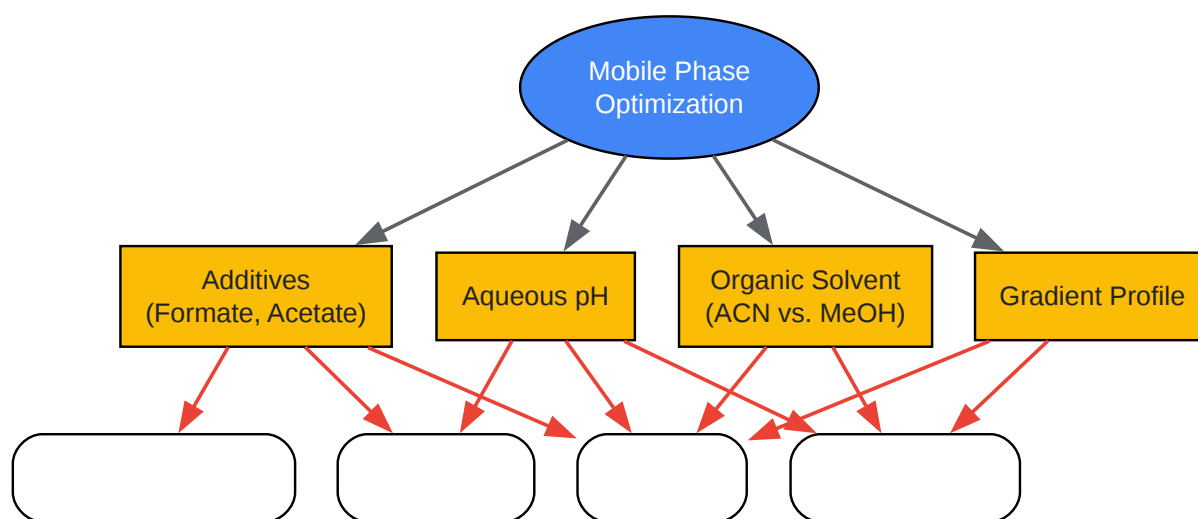 Mobile Phase
Optimization
Additives
(Formate, Acetate)
Aqueous pH
Organic Solvent
(ACN vs. MeOH)
Gradient Profile